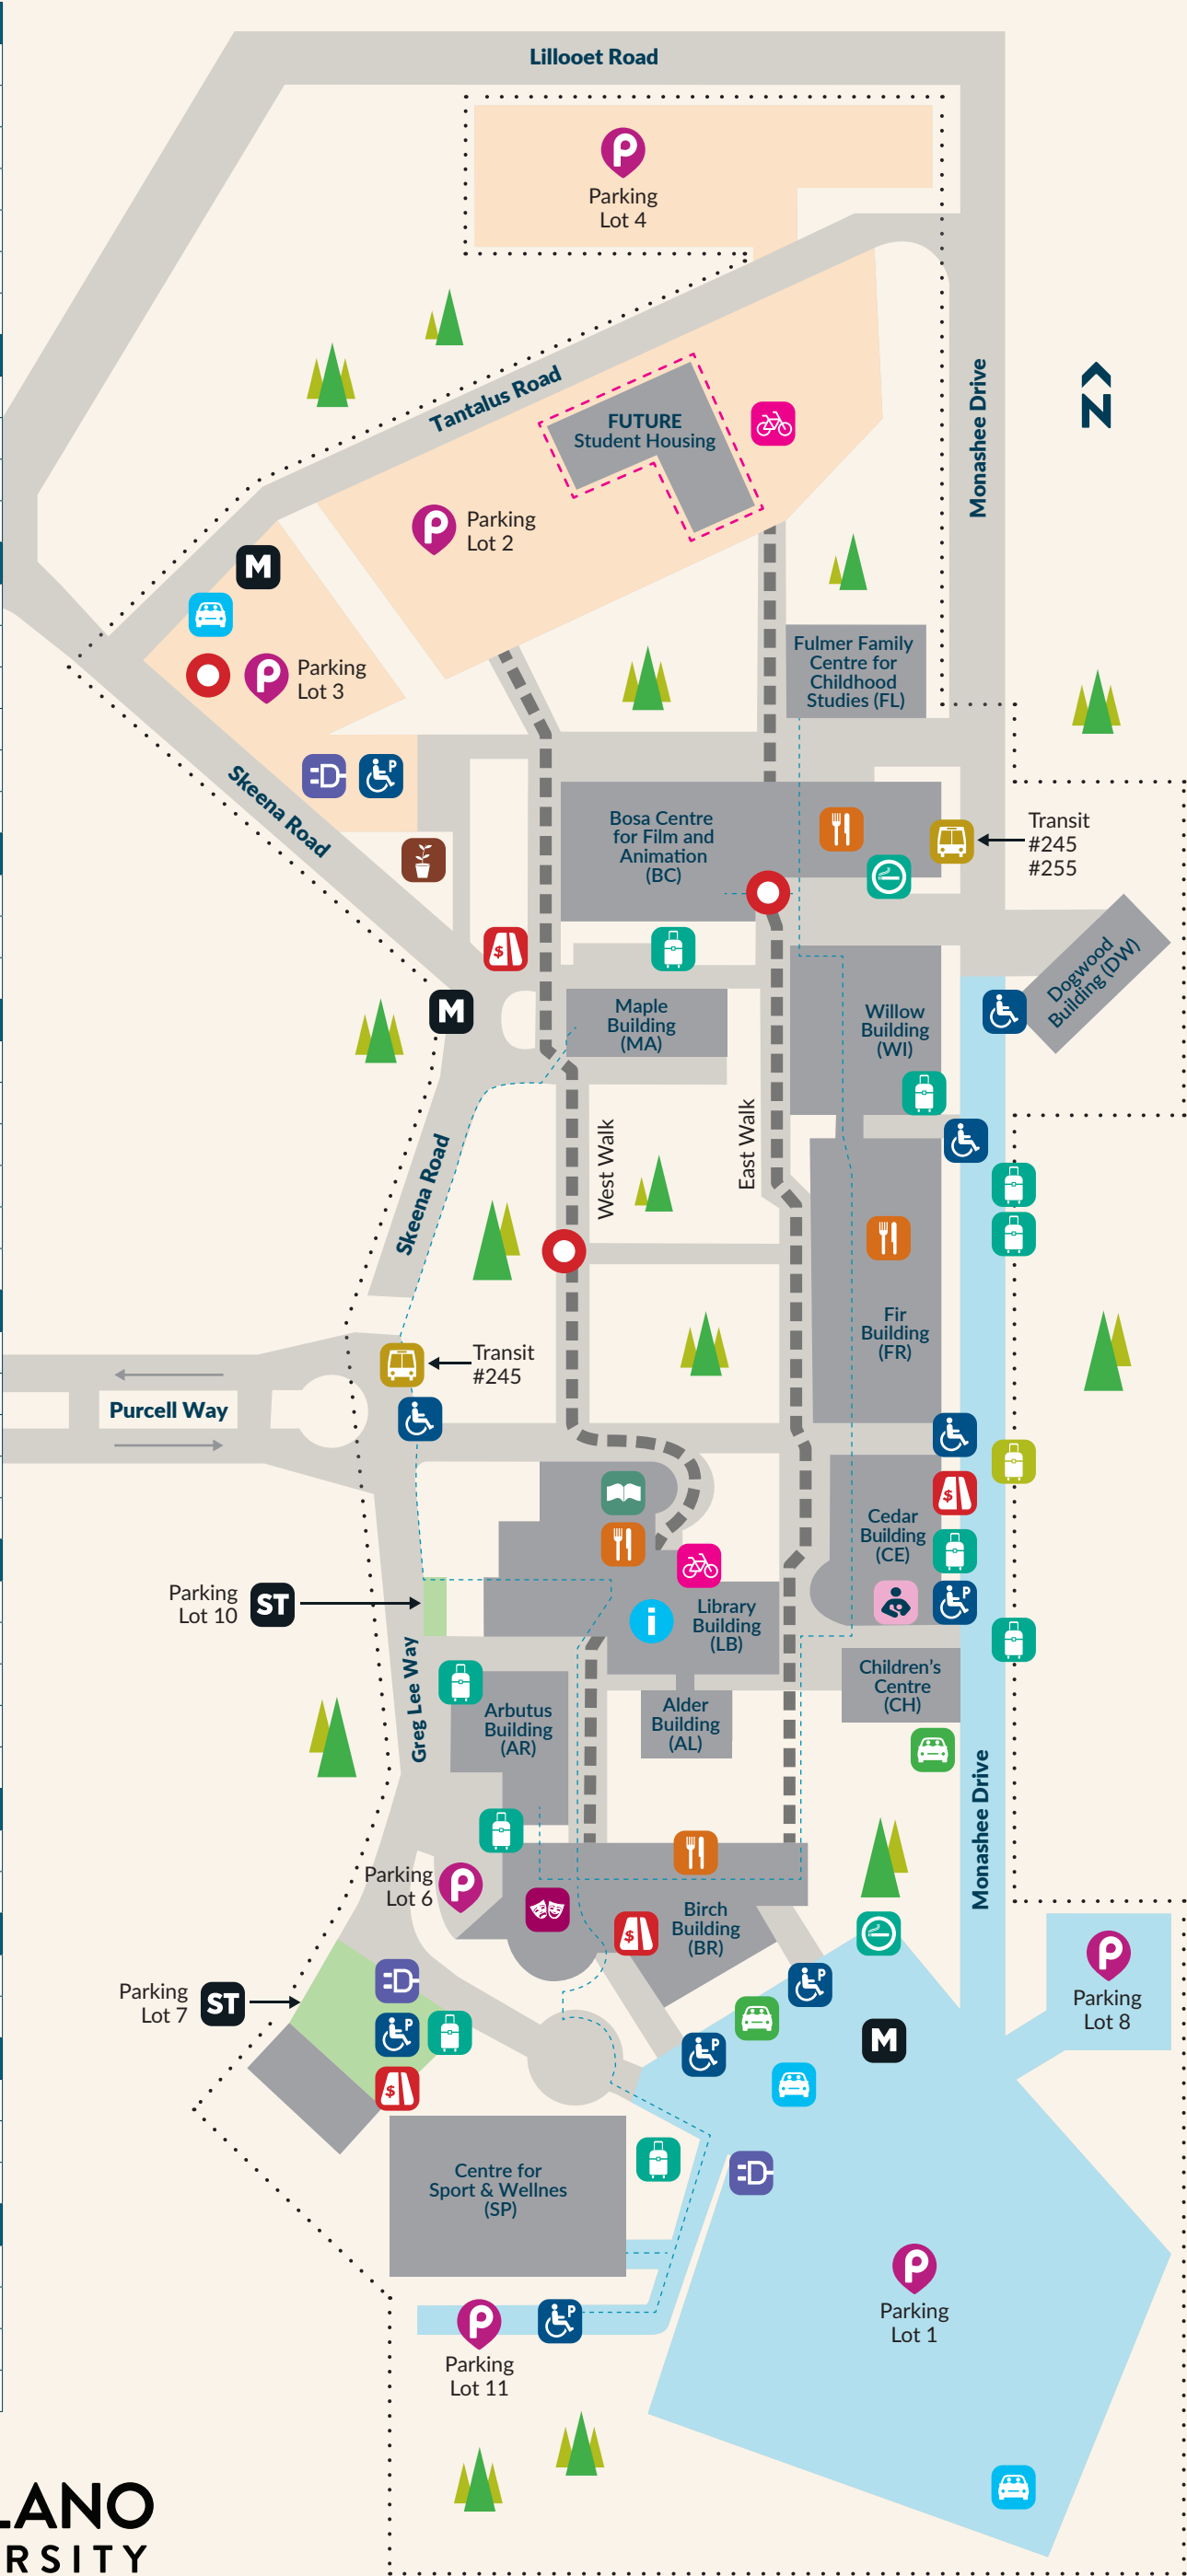 Lillooet Road
P
Parking
Lot 4
Tantalus Road
FUTURE
Student Housing
Monashee Drive
N
P
Parking
Lot 2
M
P
Parking
Lot 3
Fulmer Family
Centre for
Childhood
Studies (FL)
Skeena Road
D
P
Bosa Centre
for Film and
Animation
(BC)
Transit
#245
#255
$
M
Maple
Building
(MA)
Willow
Building
(WI)
Dogwood
Building (DW)
Skeena Road
West Walk
East Walk
Fir
Building
(FR)
Transit
#245
Purcell Way
$
Cedar
Building
(CE)
P
Parking
Lot 10
ST
i
Library
Building
(LB)
Greg Lee Way
Arbutus
Building
(AR)
Alder
Building
(AL)
Children's
Centre
(CH)
Monashee Drive
Parking
Lot 6
P
$
Birch
Building
(BR)
P
Parking
Lot 8
Parking
Lot 7
ST
D
P
P
P
M
$
Centre for
Sport & Wellnes
(SP)
D
P
Parking
Lot 1
P
Parking
Lot 11
P
LANO
RSITY